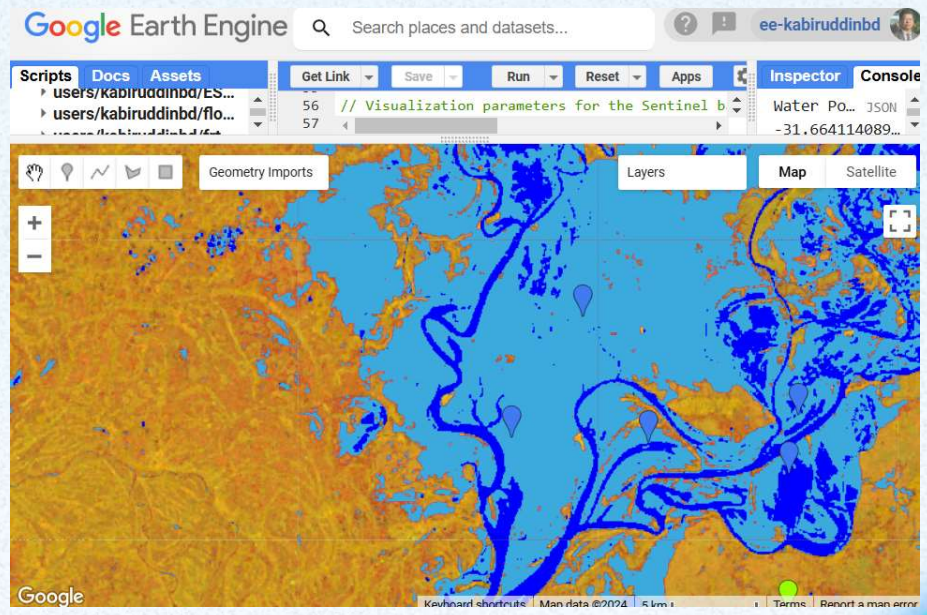 Google Earth Engine
Search places and datasets...
ee-kabiruddinbd
Scripts Docs Assets
Get Link Save Run Reset Apps
Inspector Console
users/kabiruddinbd/ES...
users/kabiruddinbd/flo...
56 // Visualization parameters for the Sentinel b
57
Water Po... JSON
-31.664114089...
Geometry Imports
Layers
Map Satellite
+
−
Google
Keyboard shortcuts Map data ©2024 5 km Terms Report a map error